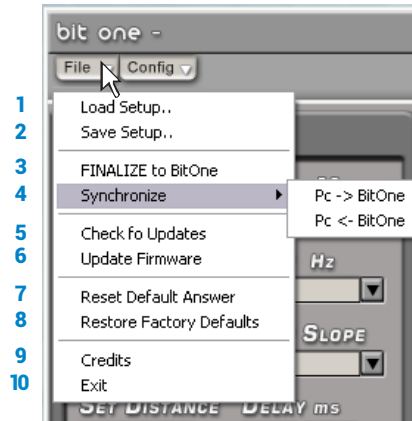 bit one -
File Config
1 Load Setup..
2 Save Setup..
3 FINALIZE to BitOne
4 Synchronize Pc -> BitOne
Pc <- BitOne
5 Check fo Updates
6 Update Firmware
Hz
7 Reset Default Answer
8 Restore Factory Defaults
SLOPE
9 Credits
10 Exit
SET DISTANCE DELAY ms